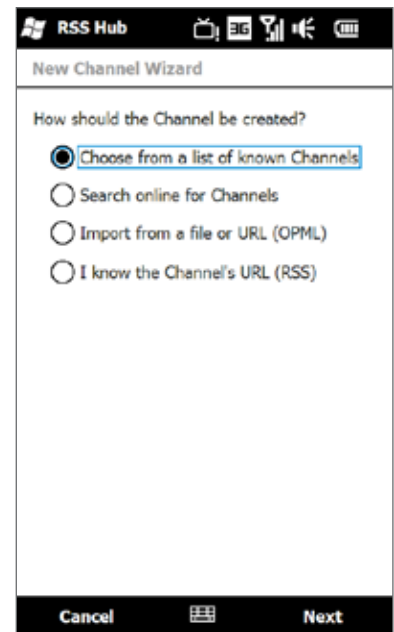 RSS Hub 3G
New Channel Wizard
How should the Channel be created?
Choose from a list of known Channels
Search online for Channels
Import from a file or URL (OPML)
I know the Channel's URL (RSS)
Cancel Next